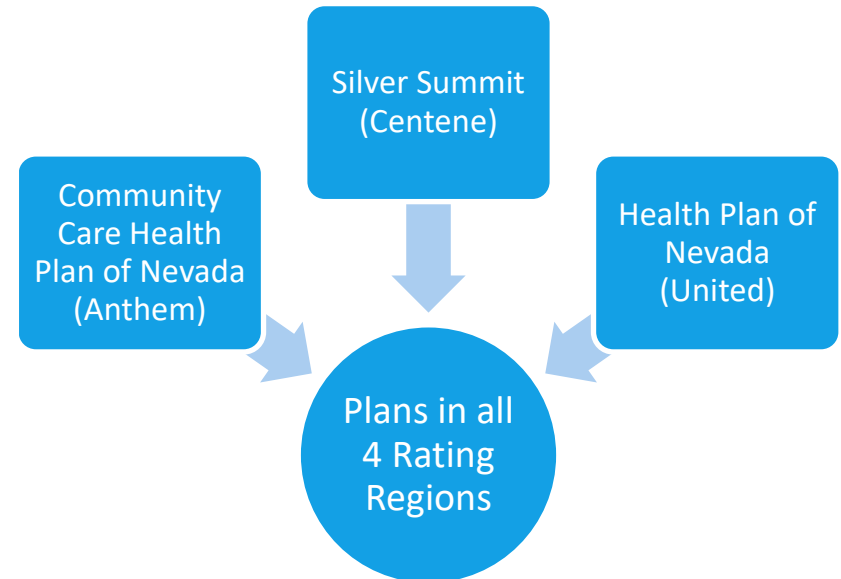 Silver Summit
(Centene)
Community
Care Health
Plan of Nevada
(Anthem)
Health Plan of
Nevada
(United)
Plans in all
4 Rating
Regions